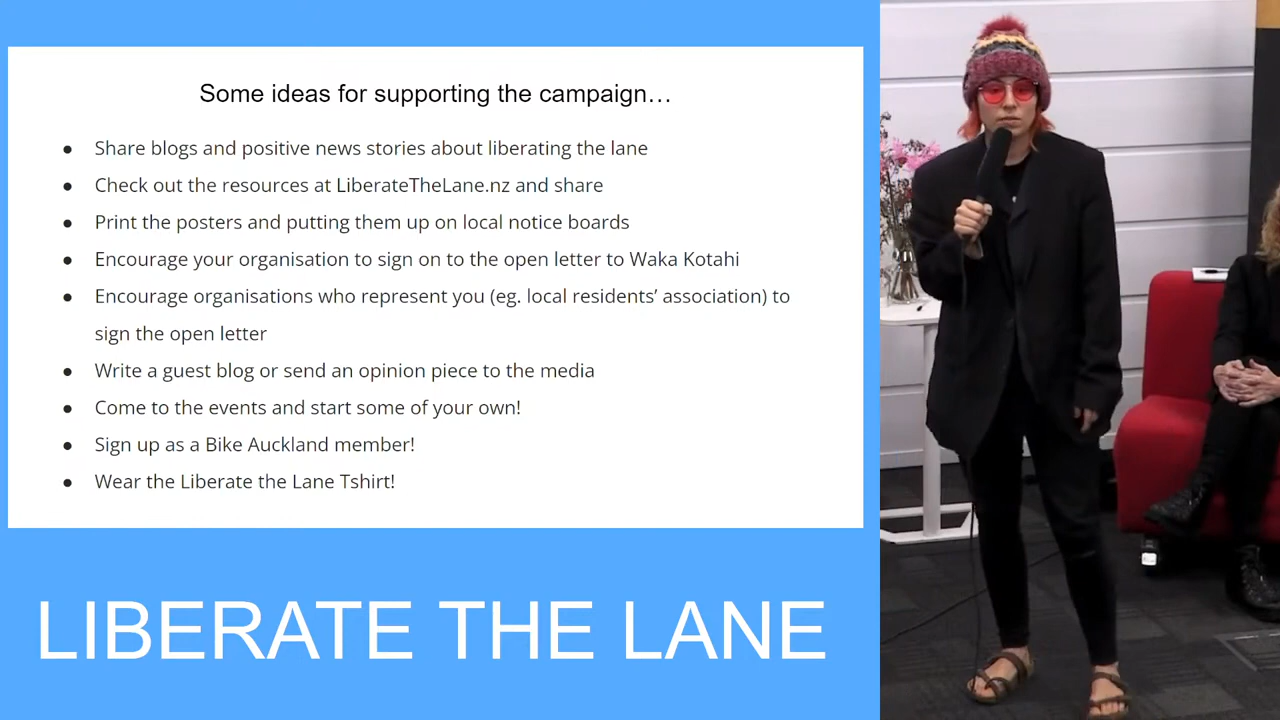 Some ideas for supporting the campaign…
● Share blogs and positive news stories about liberating the lane
● Check out the resources at LiberateTheLane.nz and share
● Print the posters and putting them up on local notice boards
● Encourage your organisation to sign on to the open letter to Waka Kotahi
● Encourage organisations who represent you (eg. local residents’ association) to
sign the open letter
● Write a guest blog or send an opinion piece to the media
● Come to the events and start some of your own!
● Sign up as a Bike Auckland member!
● Wear the Liberate the Lane Tshirt!
LIBERATE THE LANE